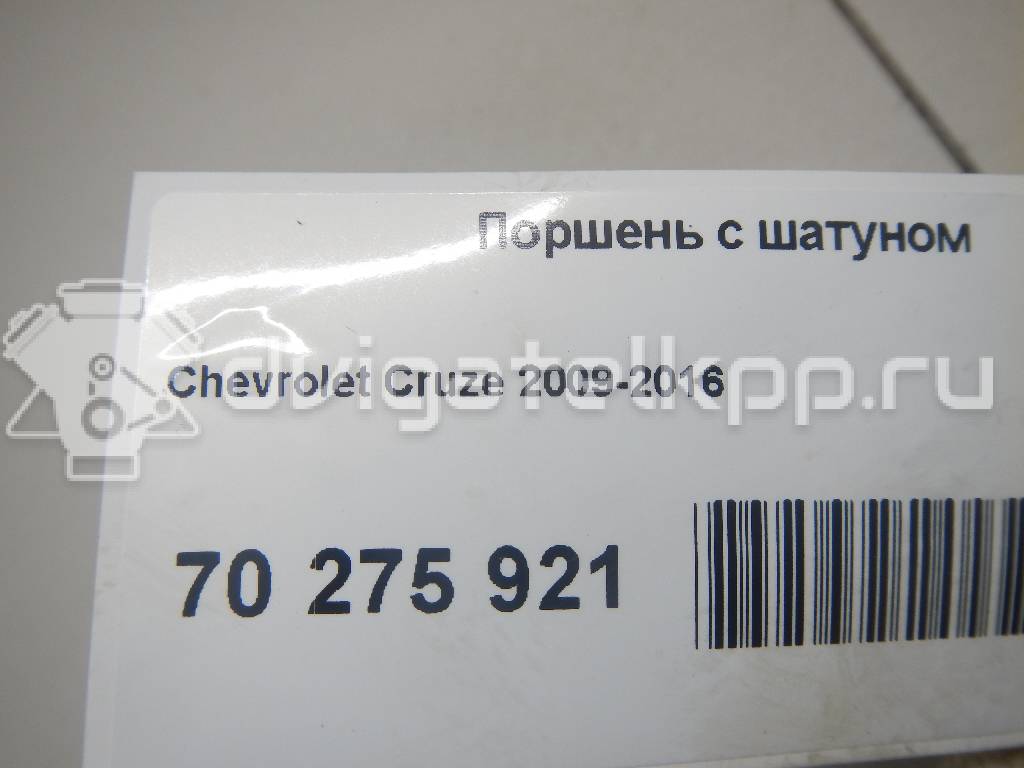 Поршень с шатуном
dvigatelkpp.ru
Chevrolet Cruze 2009-2016
70 275 921